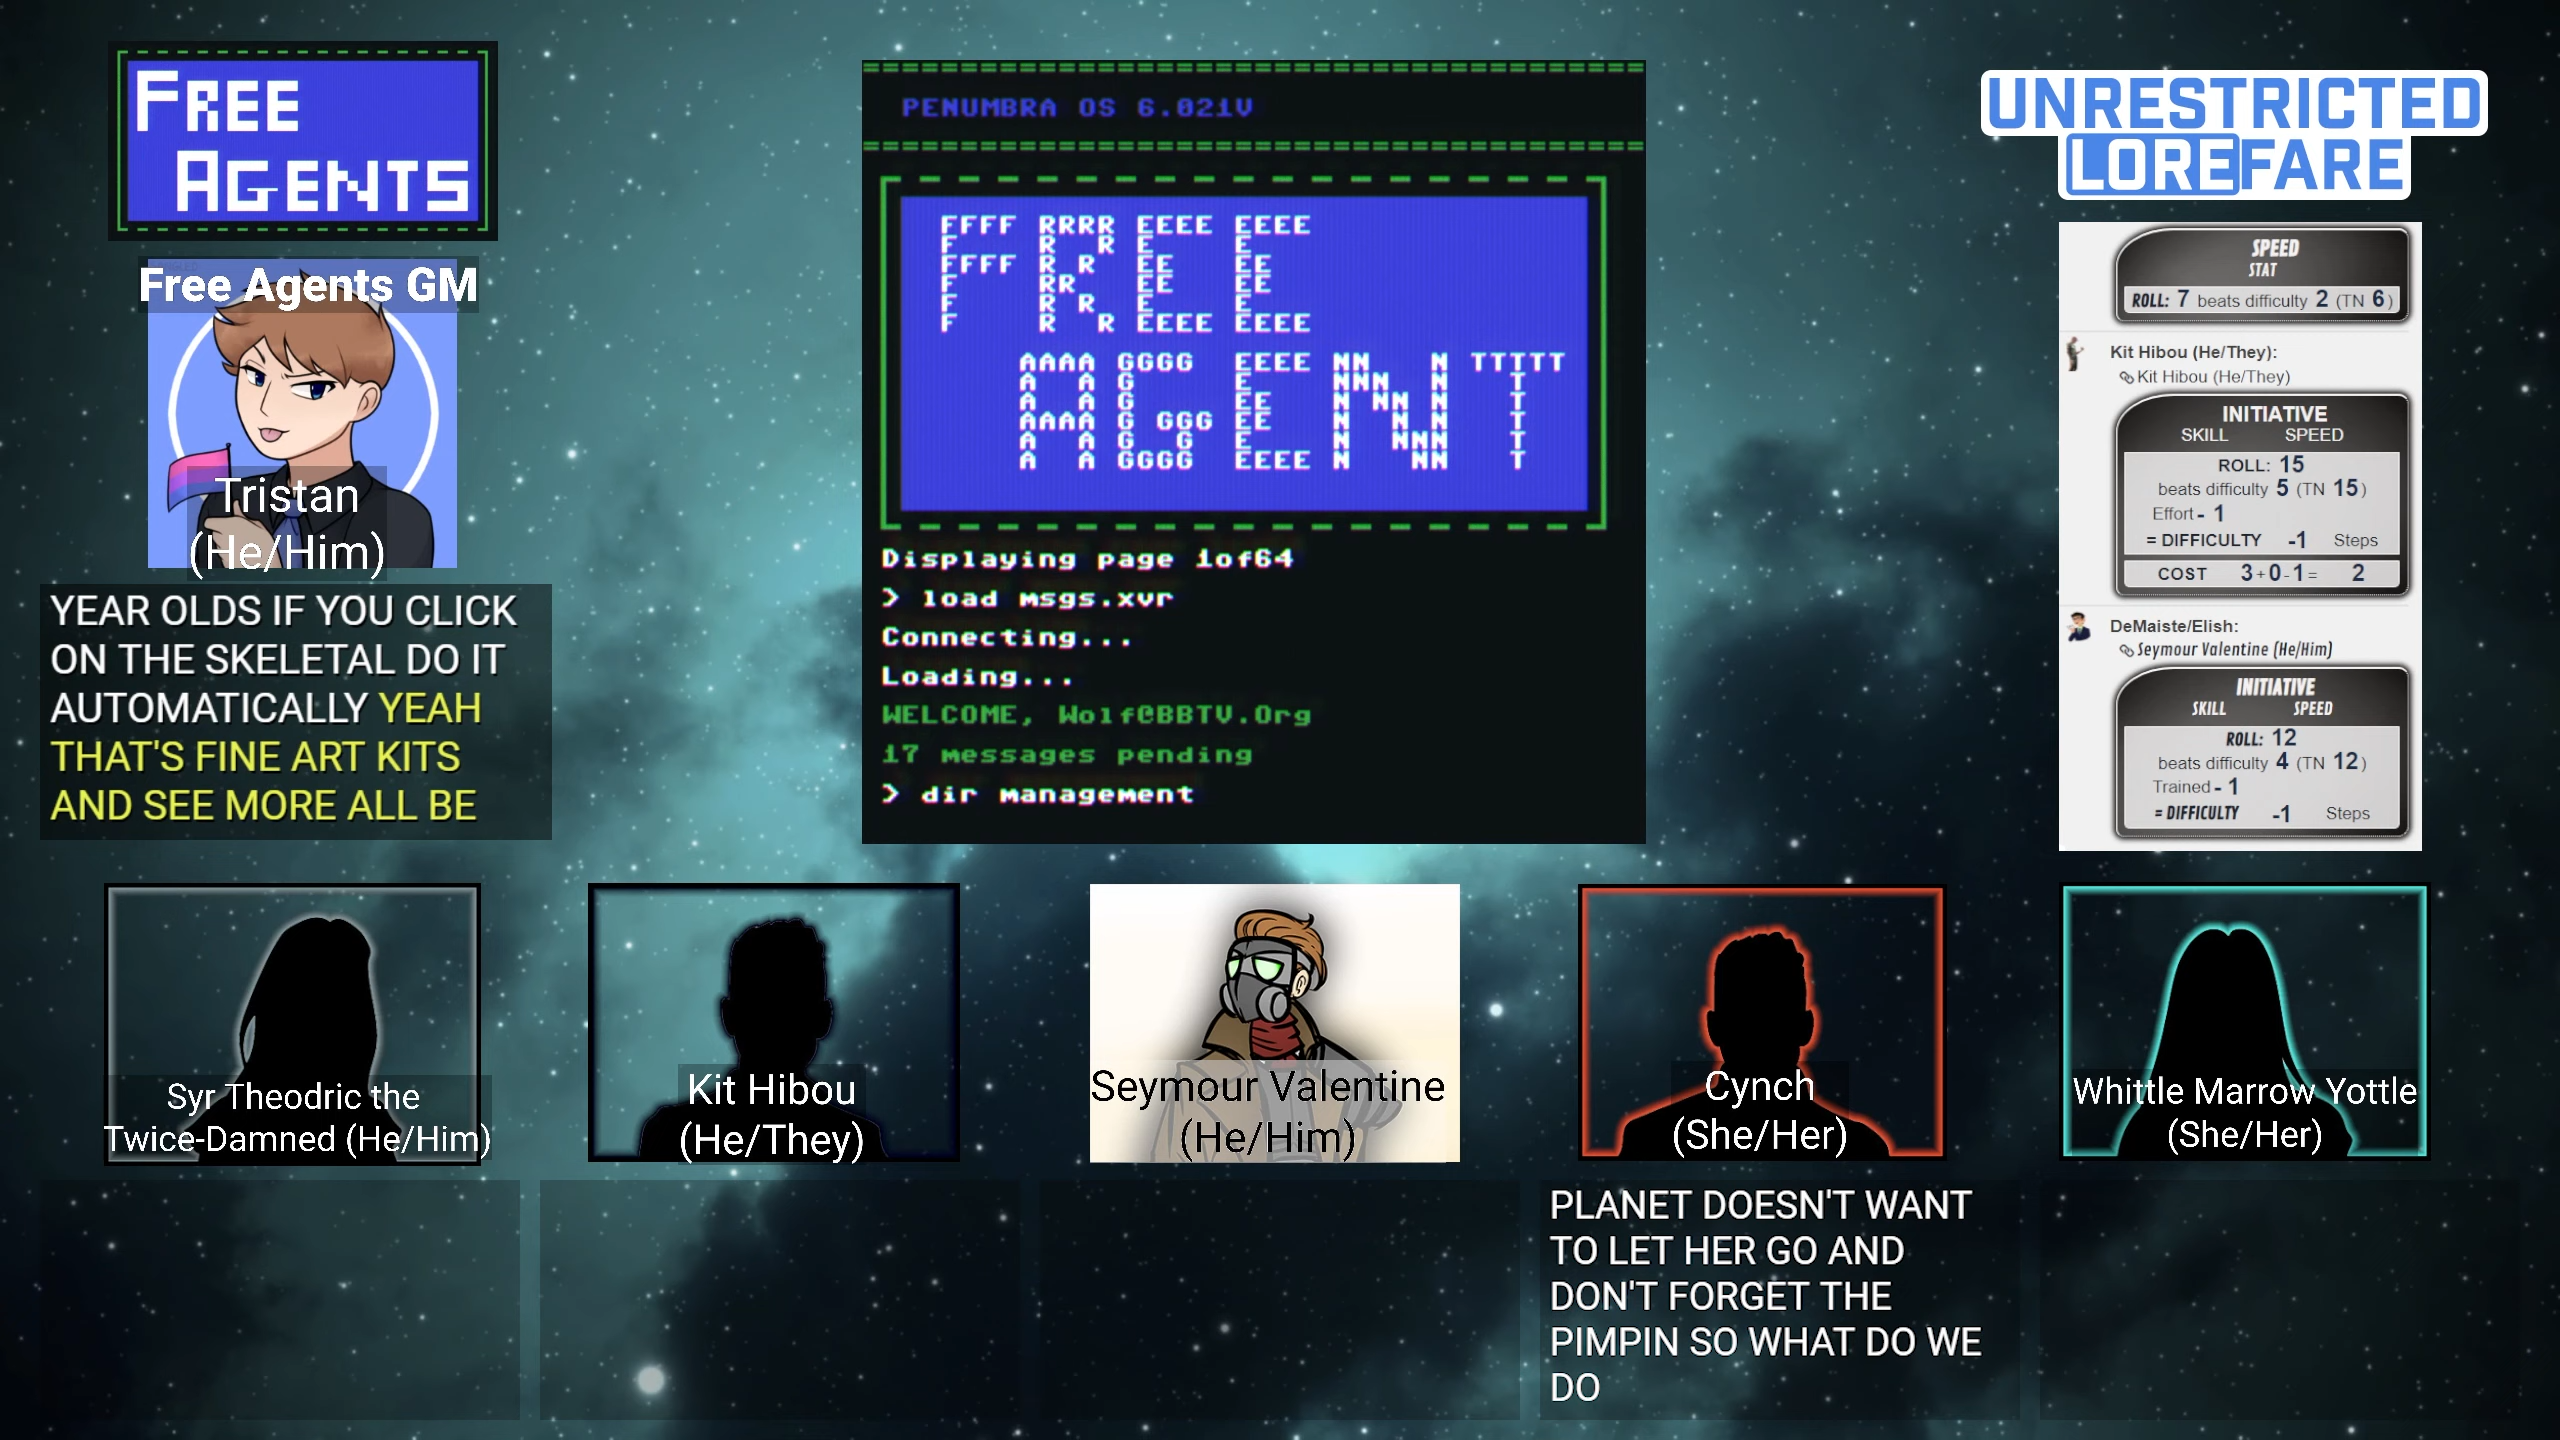 FREE
AGENTS
Free Agents GM
Tristan
(He/Him)
YEAR OLDS IF YOU CLICK
ON THE SKELETAL DO IT
AUTOMATICALLY YEAH
THAT'S FINE ART KITS
AND SEE MORE ALL BE
PENUMBRA OS 6.021V
FREE
AGENT
Displaying page 1of64
> load msgs.xvr
Connecting...
Loading...
WELCOME, Wolf@BBTV.Org
17 messages pending
> dir management
UNRESTRICTED
LOREFARE
SPEED
STAT
ROLL: 7 beats difficulty 2 (TN 6)
Kit Hibou (He/They):
Kit Hibou (He/They)
INITIATIVE
SKILL SPEED
ROLL: 15
beats difficulty 5 (TN 15)
Effort - 1
= DIFFICULTY -1 Steps
COST 3+0-1= 2
DeMaiste/Elish:
Seymour Valentine (He/Him)
INITIATIVE
SKILL SPEED
ROLL: 12
beats difficulty 4 (TN 12)
Trained - 1
= DIFFICULTY -1 Steps
Syr Theodric the
Twice-Damned (He/Him)
Kit Hibou
(He/They)
Seymour Valentine
(He/Him)
Cynch
(She/Her)
Whittle Marrow Yottle
(She/Her)
PLANET DOESN'T WANT
TO LET HER GO AND
DON'T FORGET THE
PIMPIN SO WHAT DO WE
DO